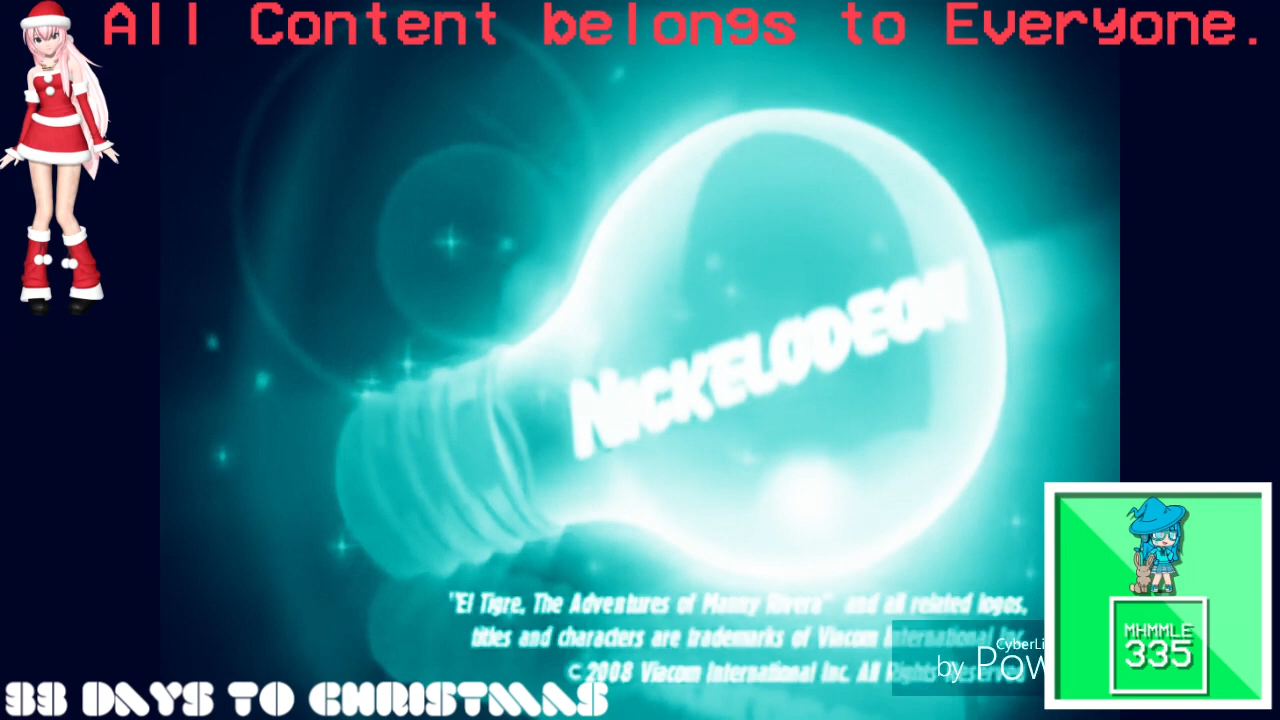 All Content belongs to Everyone.
NICKELODEON
"El Tigre, The Adventures of Manny Rivera" and all related logos,
titles and characters are trademarks of Viacom International Inc.
© 2008 Viacom International Inc. All Rights Reserved
CyberLi
by Pow
MHMMLE
335
DAYS TO CHRISTMAS